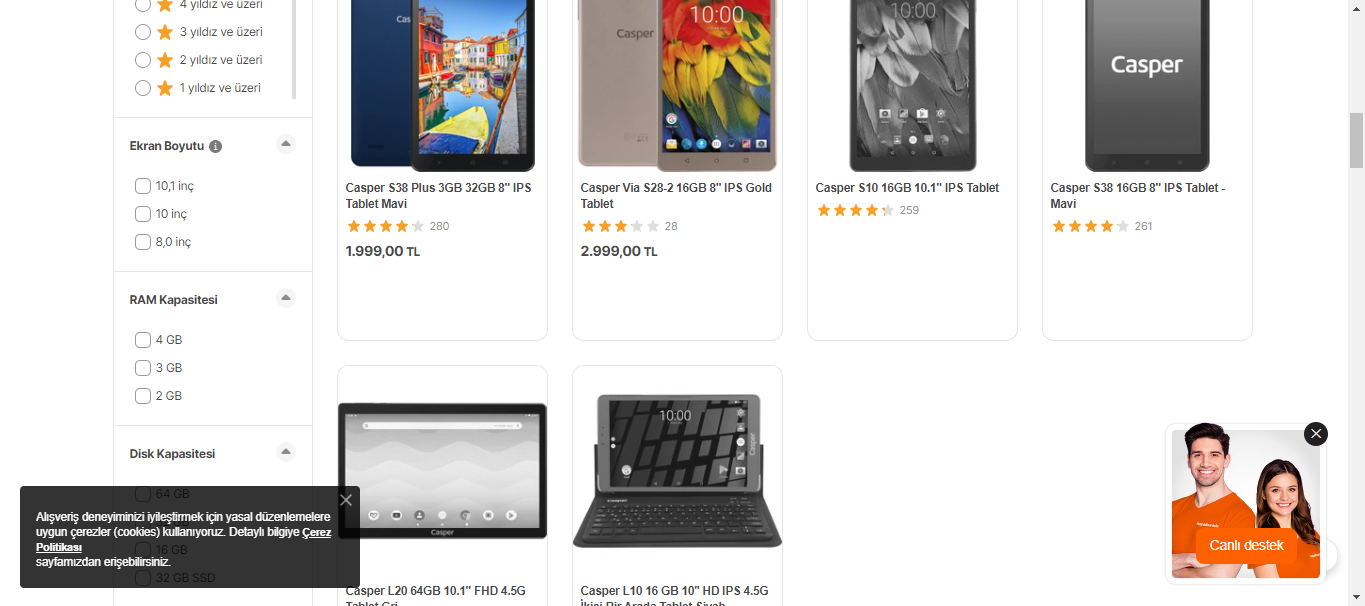 4 yıldız ve üzeri
3 yıldız ve üzeri
2 yıldız ve üzeri
1 yıldız ve üzeri
Ekran Boyutu
10,1 inç
10 inç
8,0 inç
RAM Kapasitesi
4 GB
3 GB
2 GB
Disk Kapasitesi
64 GB
16 GB
32 GB SSD
Alışveriş deneyiminizi iyileştirmek için yasal düzenlemelere
uygun çerezler (cookies) kullanıyoruz. Detaylı bilgiye Çerez
Politikası
sayfamızdan erişebilirsiniz.
Cas
Casper S38 Plus 3GB 32GB 8" IPS
Tablet Mavi
280
1.999,00 TL
10:00
Casper
Casper Via S28-2 16GB 8" IPS Gold
Tablet
28
2.999,00 TL
10:00
Casper S10 16GB 10.1" IPS Tablet
259
Casper
Casper S38 16GB 8" IPS Tablet -
Mavi
261
Casper
Casper L20 64GB 10.1" FHD 4.5G
Tablet Gri
10:00
Casper
Casper L10 16 GB 10" HD IPS 4.5G
İkisi Bir Arada Tablet Siyah
Canlı destek